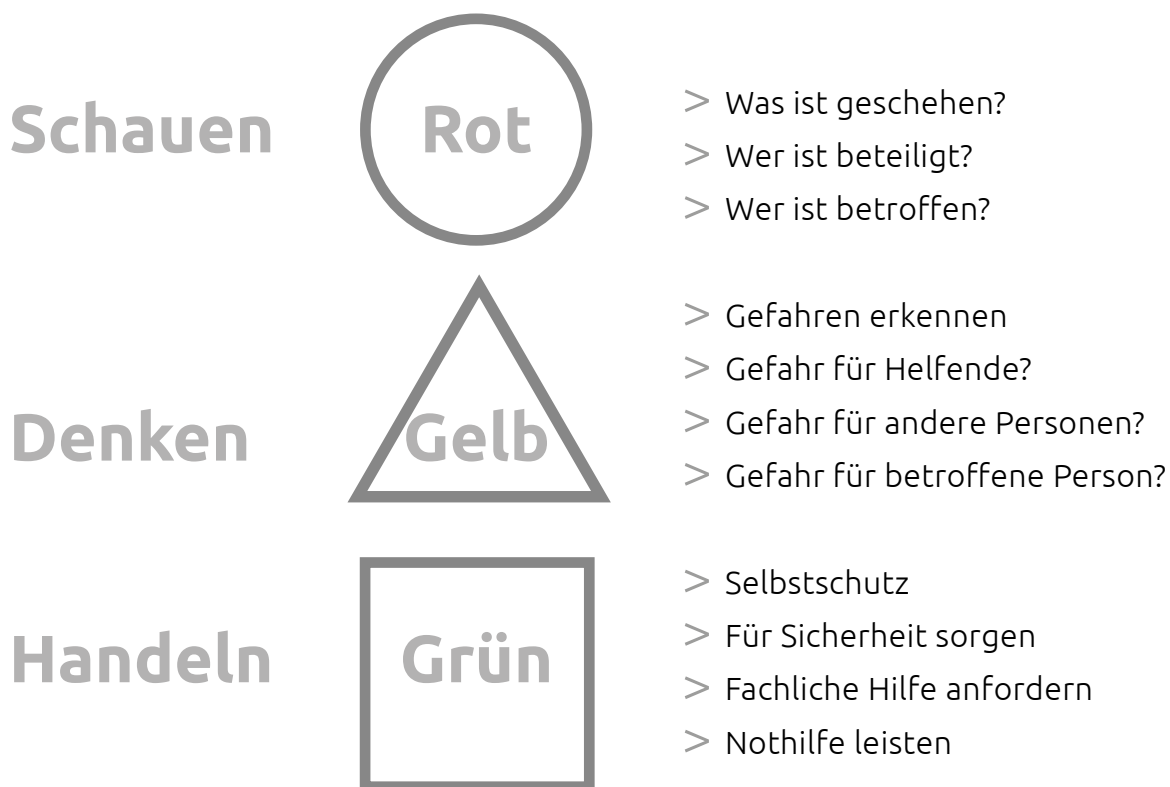 Schauen
Rot
> Was ist geschehen?
> Wer ist beteiligt?
> Wer ist betroffen?
Denken
Gelb
> Gefahren erkennen
> Gefahr für Helfende?
> Gefahr für andere Personen?
> Gefahr für betroffene Person?
Handeln
Grün
> Selbstschutz
> Für Sicherheit sorgen
> Fachliche Hilfe anfordern
> Nothilfe leisten